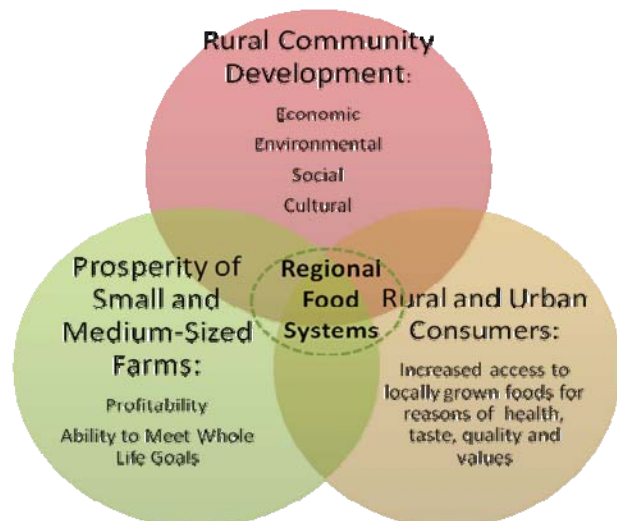 Rural Community
Development:
Economic
Environmental
Social
Cultural
Prosperity of
Small and
Medium-Sized
Farms:
Profitability
Ability to Meet Whole
Life Goals
Regional
Food
Systems
Rural and Urban
Consumers:
Increased access to
locally grown foods for
reasons of health,
taste, quality and
values